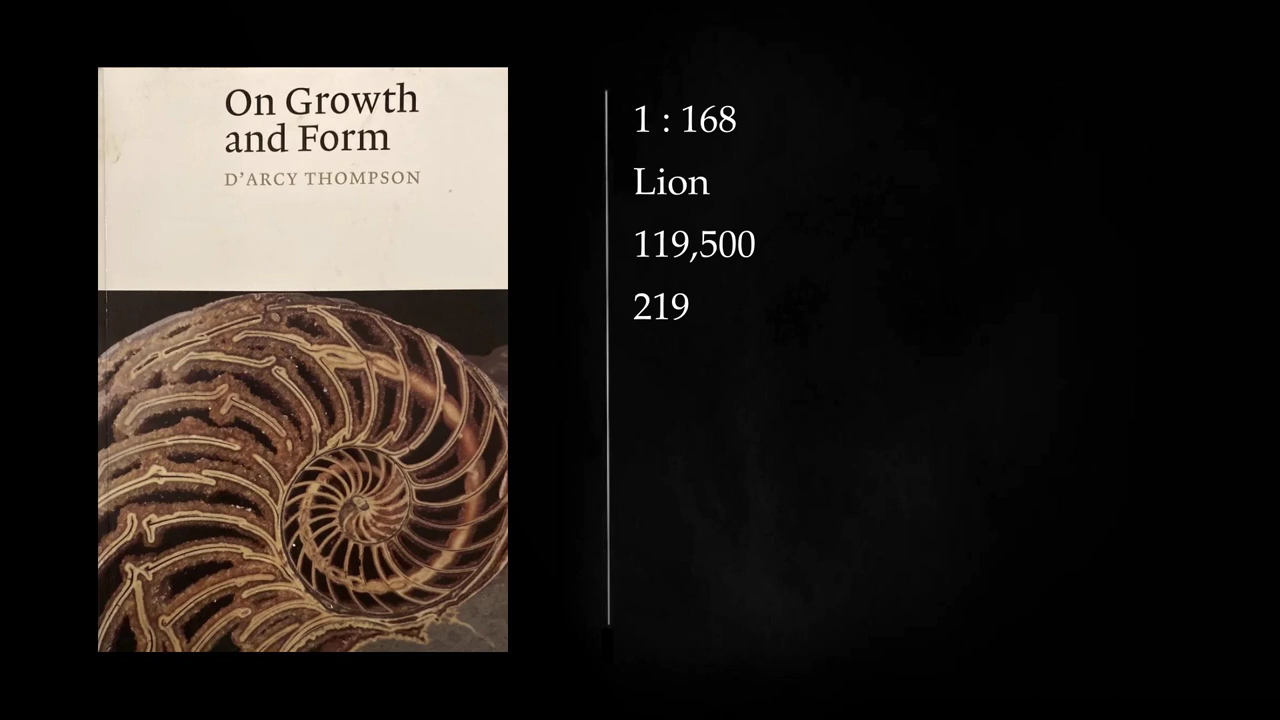 On Growth
and Form
D'ARCY THOMPSON
1 : 168
Lion
119,500
219